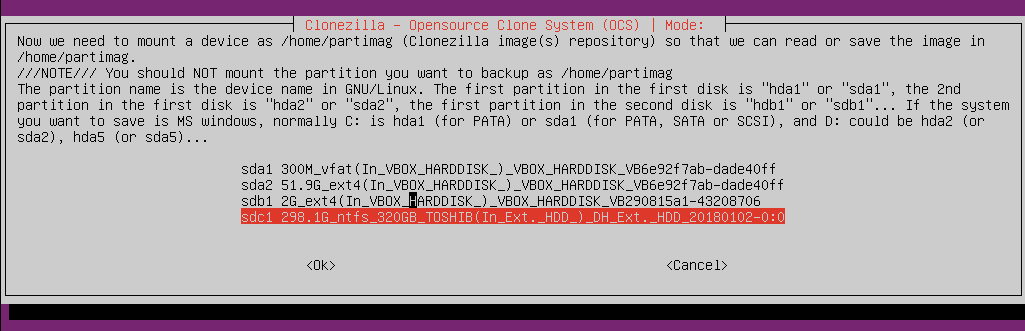 Clonezilla - Opensource Clone System (OCS) | Mode:
Now we need to mount a device as /home/partimag (Clonezilla image(s) repository) so that we can read or save the image in
/home/partimag.
///NOTE/// You should NOT mount the partition you want to backup as /home/partimag
The partition name is the device name in GNU/Linux. The first partition in the first disk is "hda1" or "sda1", the 2nd
partition in the first disk is "hda2" or "sda2", the first partition in the second disk is "hdb1" or "sdb1"... If the system
you want to save is MS windows, normally C: is hda1 (for PATA) or sda1 (for PATA, SATA or SCSI), and D: could be hda2 (or
sda2), hda5 (or sda5)...
sda1 300M_vfat(In_VBOX_HARDDISK_)_VBOX_HARDDISK_VB6e92f7ab-dade40ff
sda2 51.9G_ext4(In_VBOX_HARDDISK_)_VBOX_HARDDISK_VB6e92f7ab-dade40ff
sdb1 2G_ext4(In_VBOX_HARDDISK_)_VBOX_HARDDISK_VB290815a1-43208706
sdc1 298.1G_ntfs_320GB_TOSHIB(In_Ext._HDD_)_DH_Ext._HDD_20180102-0:0
<Ok> <Cancel>